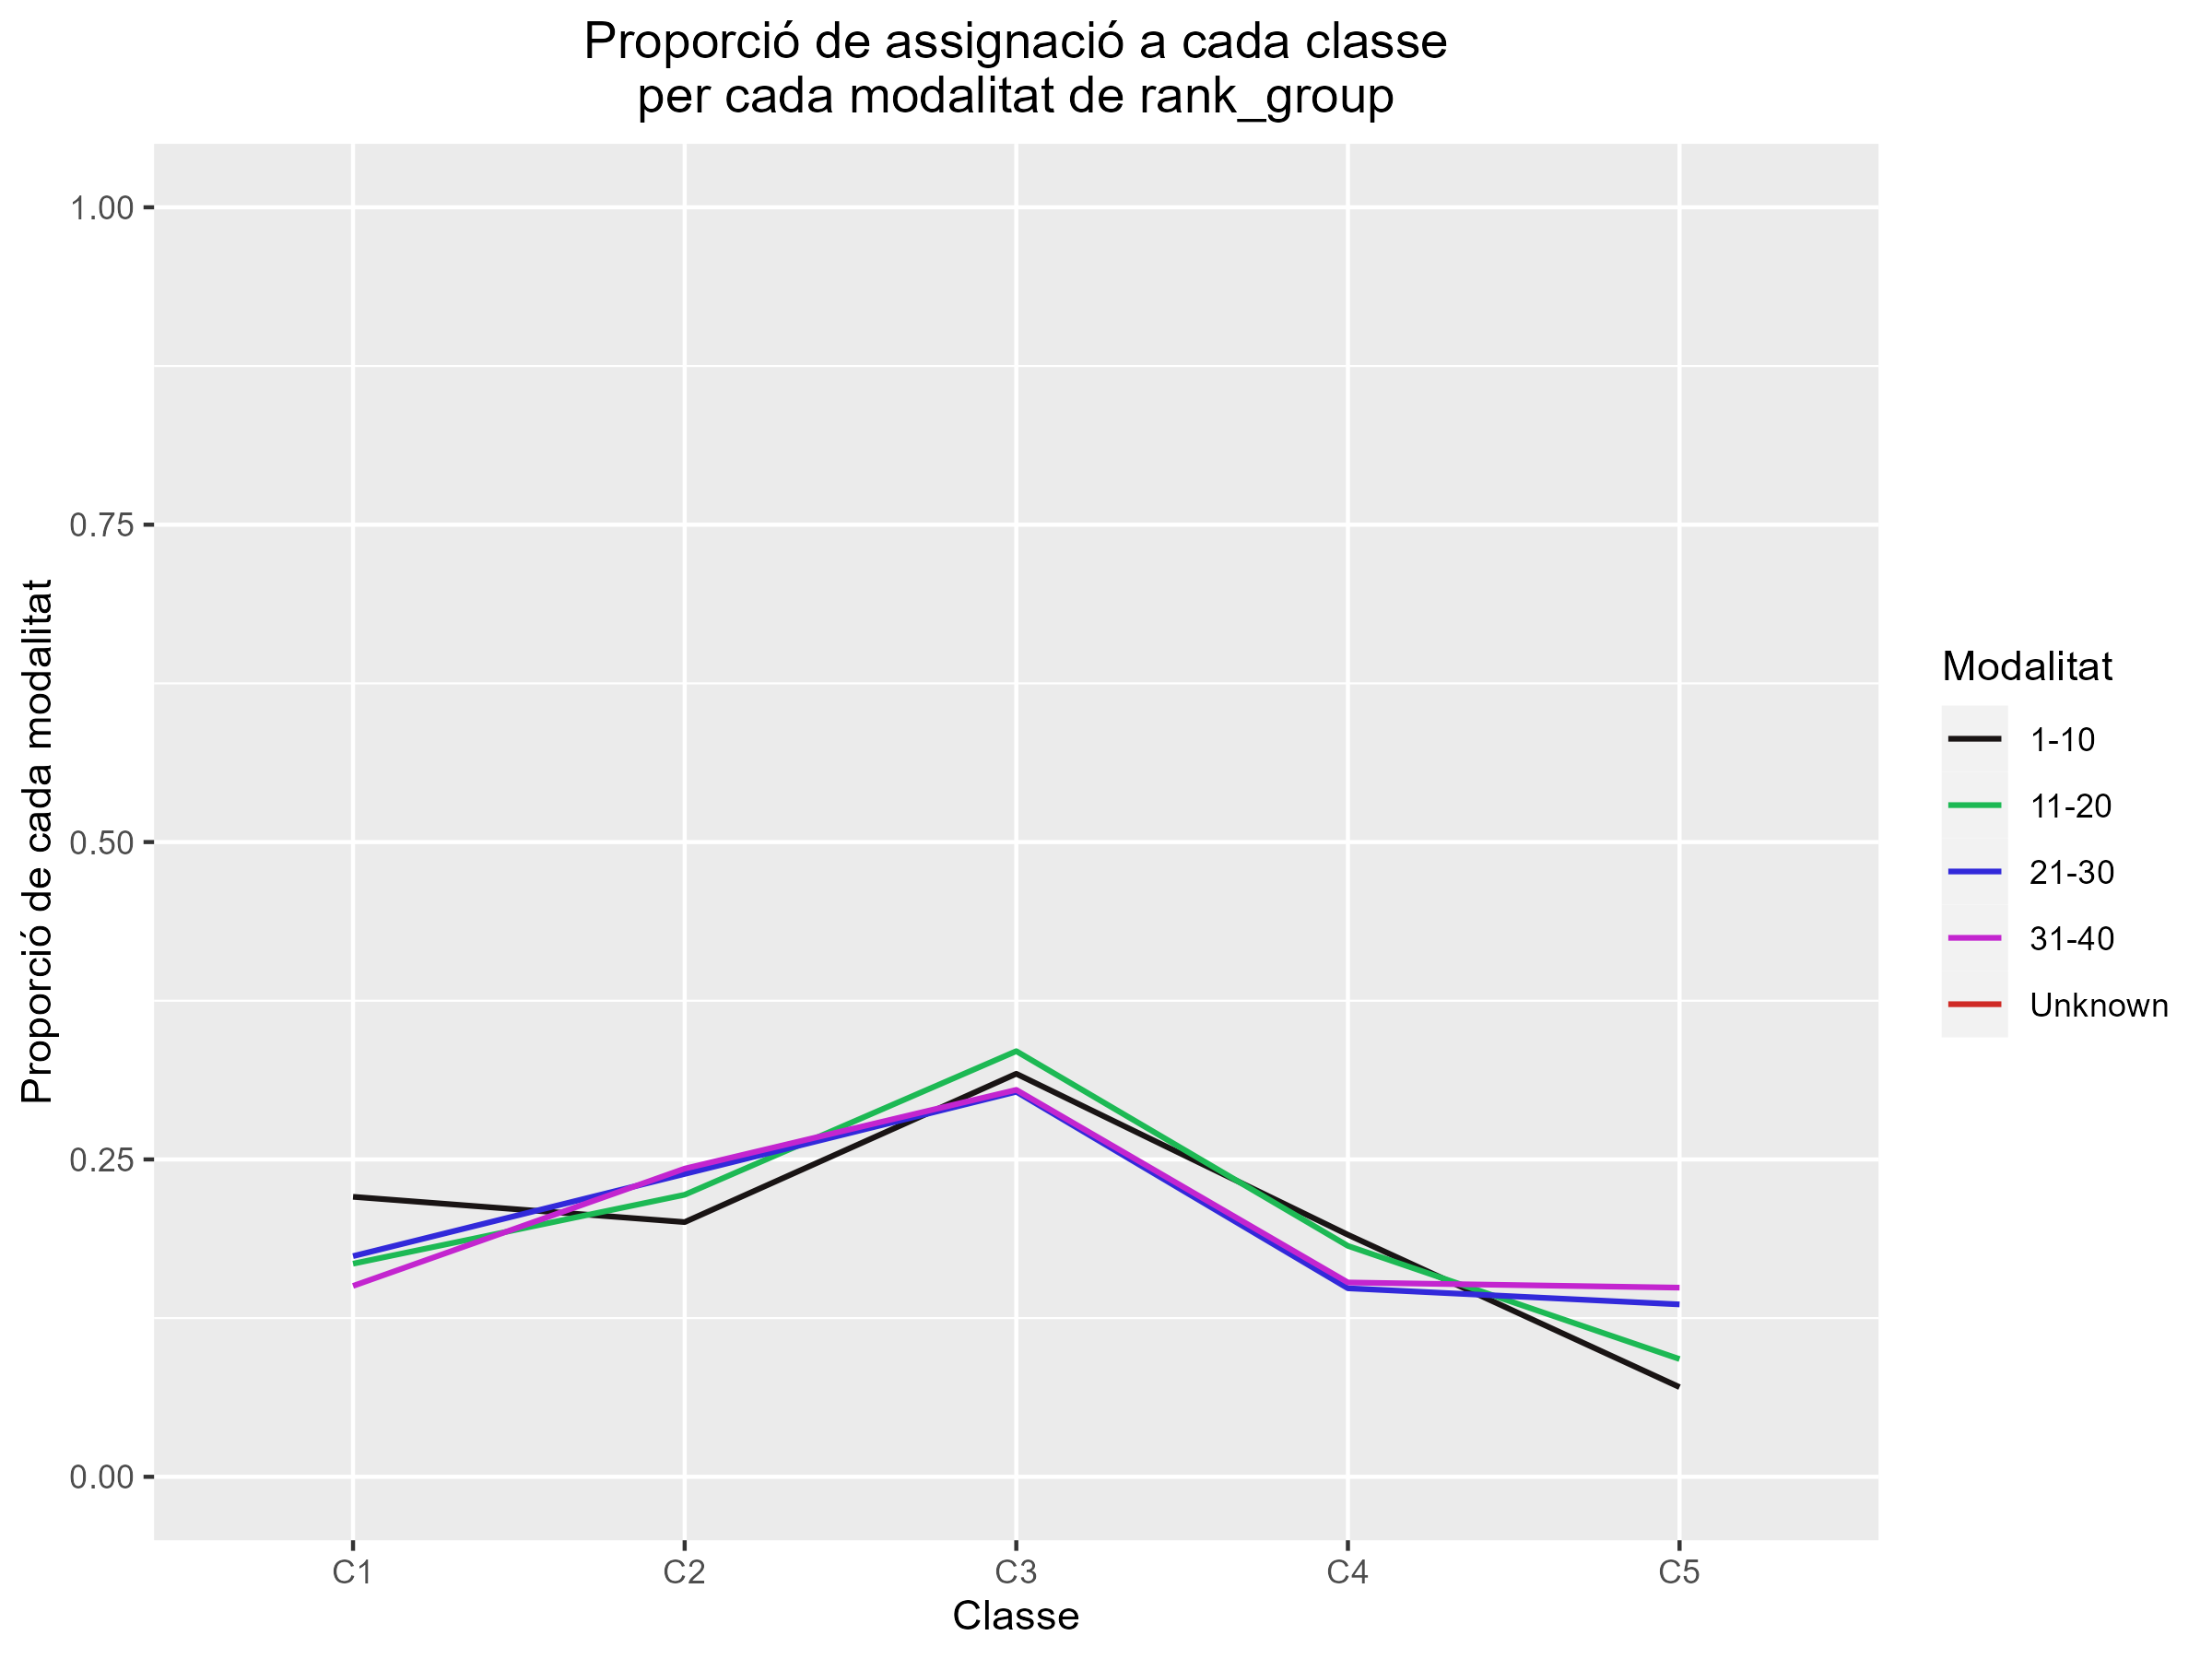 Proporció de assignació a cada classe
per cada modalitat de rank_group
Proporció de cada modalitat
1.00
0.75
0.50
0.25
0.00
C1
C2
C3
C4
C5
Classe
Modalitat
1-10
11-20
21-30
31-40
Unknown